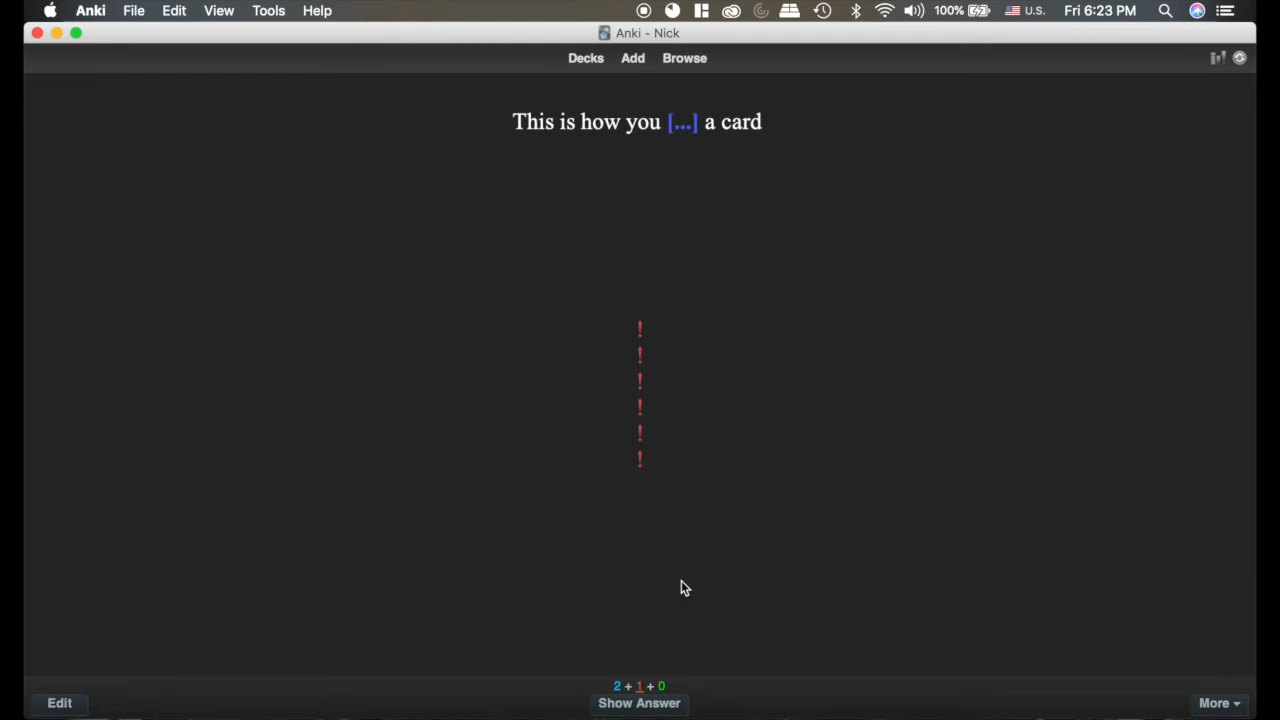 Anki File Edit View Tools Help 100% U.S. Fri 6:23 PM
Anki - Nick
Decks Add Browse
This is how you [...] a card
!
!
!
!
!
!
2 + 1 + 0
Edit Show Answer More